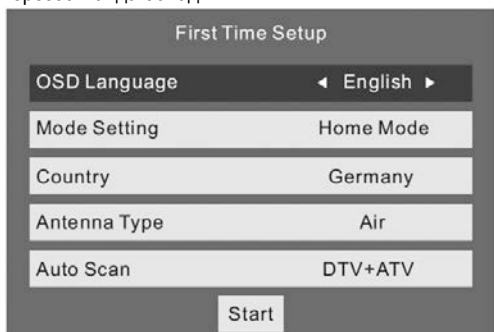 First Time Setup
OSD Language ◄ English ►
Mode Setting Home Mode
Country Germany
Antenna Type Air
Auto Scan DTV+ATV
Start